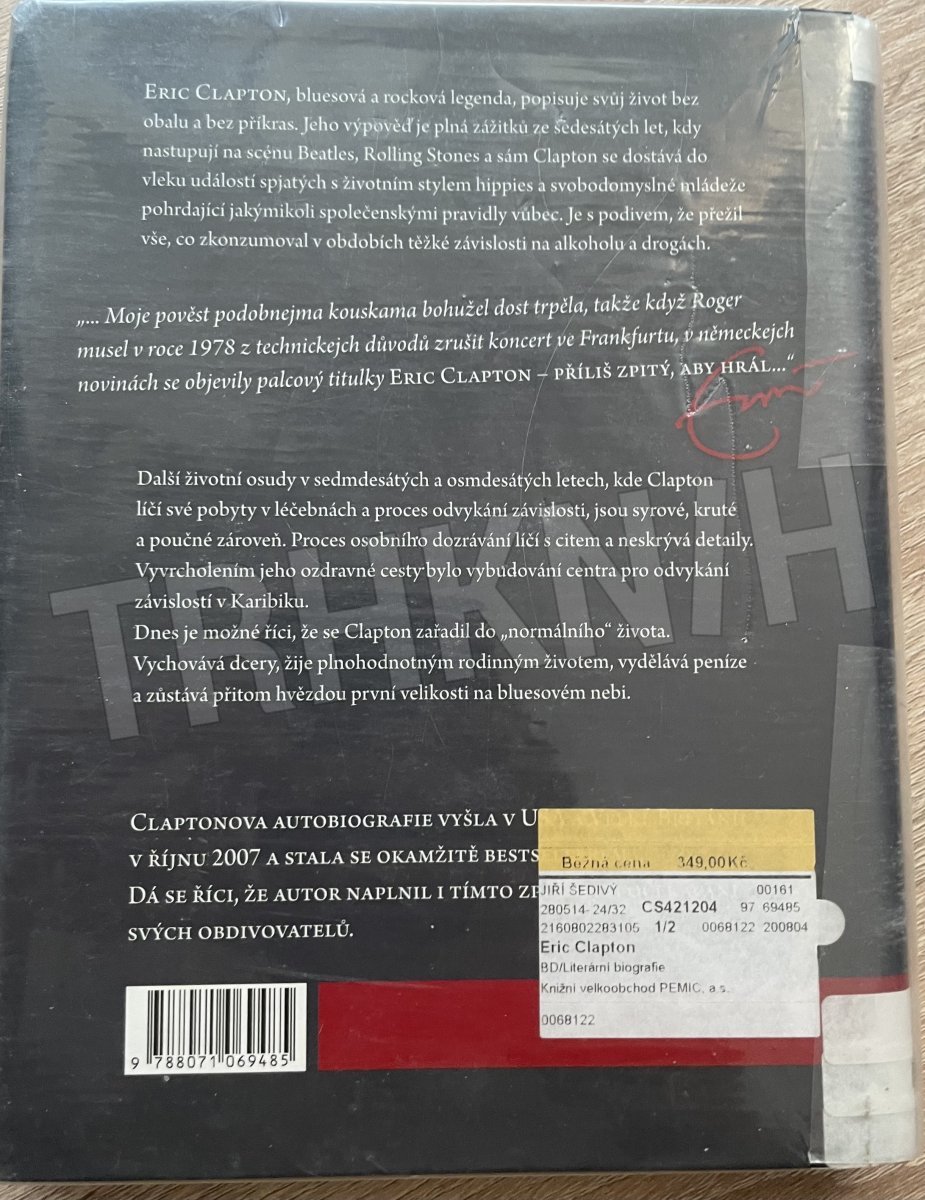 ERIC CLAPTON, bluesová a rocková legenda, popisuje svůj život bez
obalu a bez příkras. Jeho výpověď je plná zážitků ze šedesátých let, kdy
nastupují na scénu Beatles, Rolling Stones a sám Clapton se dostává do
vleku událostí spjatých s životním stylem hippies a svobodomyslné mládeže
pohrdající jakýmikoli společenskými pravidly vůbec. Je s podivem, že přežil
vše, co zkonzumoval v obdobích těžké závislosti na alkoholu a drogách.
„... Moje pověst podobnejma kouskama bohužel dost trpěla, takže když Roger
musel v roce 1978 z technickejch důvodů zrušit koncert ve Frankfurtu, v německejch
novinách se objevily palcový titulky ERIC CLAPTON – PŘÍLIŠ ZPITÝ, ABY HRÁL...“
Další životní osudy v sedmdesátých a osmdesátých letech, kde Clapton
líčí své pobyty v léčebnách a proces odvykání závislosti, jsou syrové, kruté
a poučné zároveň. Proces osobního dozrávání líčí s citem a neskrývá detaily.
Vyvrcholením jeho ozdravné cesty bylo vybudování centra pro odvykání
závislostí v Karibiku.
Dnes je možné říci, že se Clapton zařadil do „normálního“ života.
Vychovává dcery, žije plnohodnotným rodinným životem, vydělává peníze
a zůstává přitom hvězdou první velikosti na bluesovém nebi.
TRHKNIH
CLAPTONOVA AUTOBIOGRAFIE VYŠLA V U
V ŘÍJNU 2007 A STALA SE OKAMŽITĚ BESTS
DÁ SE ŘÍCI, ŽE AUTOR NAPLNIL I TÍMTO ZP
SVÝCH OBDIVOVATELŮ.
Běžná cena 349,00Kč
JIŘÍ ŠEDIVÝ 00161
280514-24/32 CS421204 97 69485
2160802283105 1/2 0068122 200804
Eric Clapton
BD/Literární biografie
Knižní velkoobchod PEMIC, a.s.
0068122
9 788071 069485